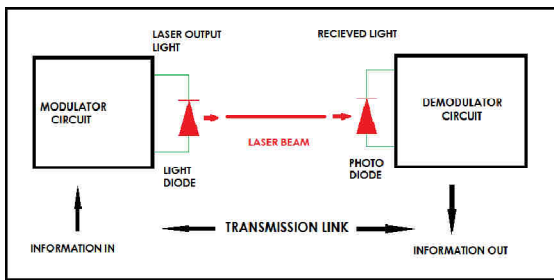 LASER OUTPUT
LIGHT
RECIEVED LIGHT
MODULATOR
CIRCUIT
DEMODULATOR
CIRCUIT
LASER BEAM
LIGHT
DIODE
PHOTO
DIODE
TRANSMISSION LINK
INFORMATION IN
INFORMATION OUT